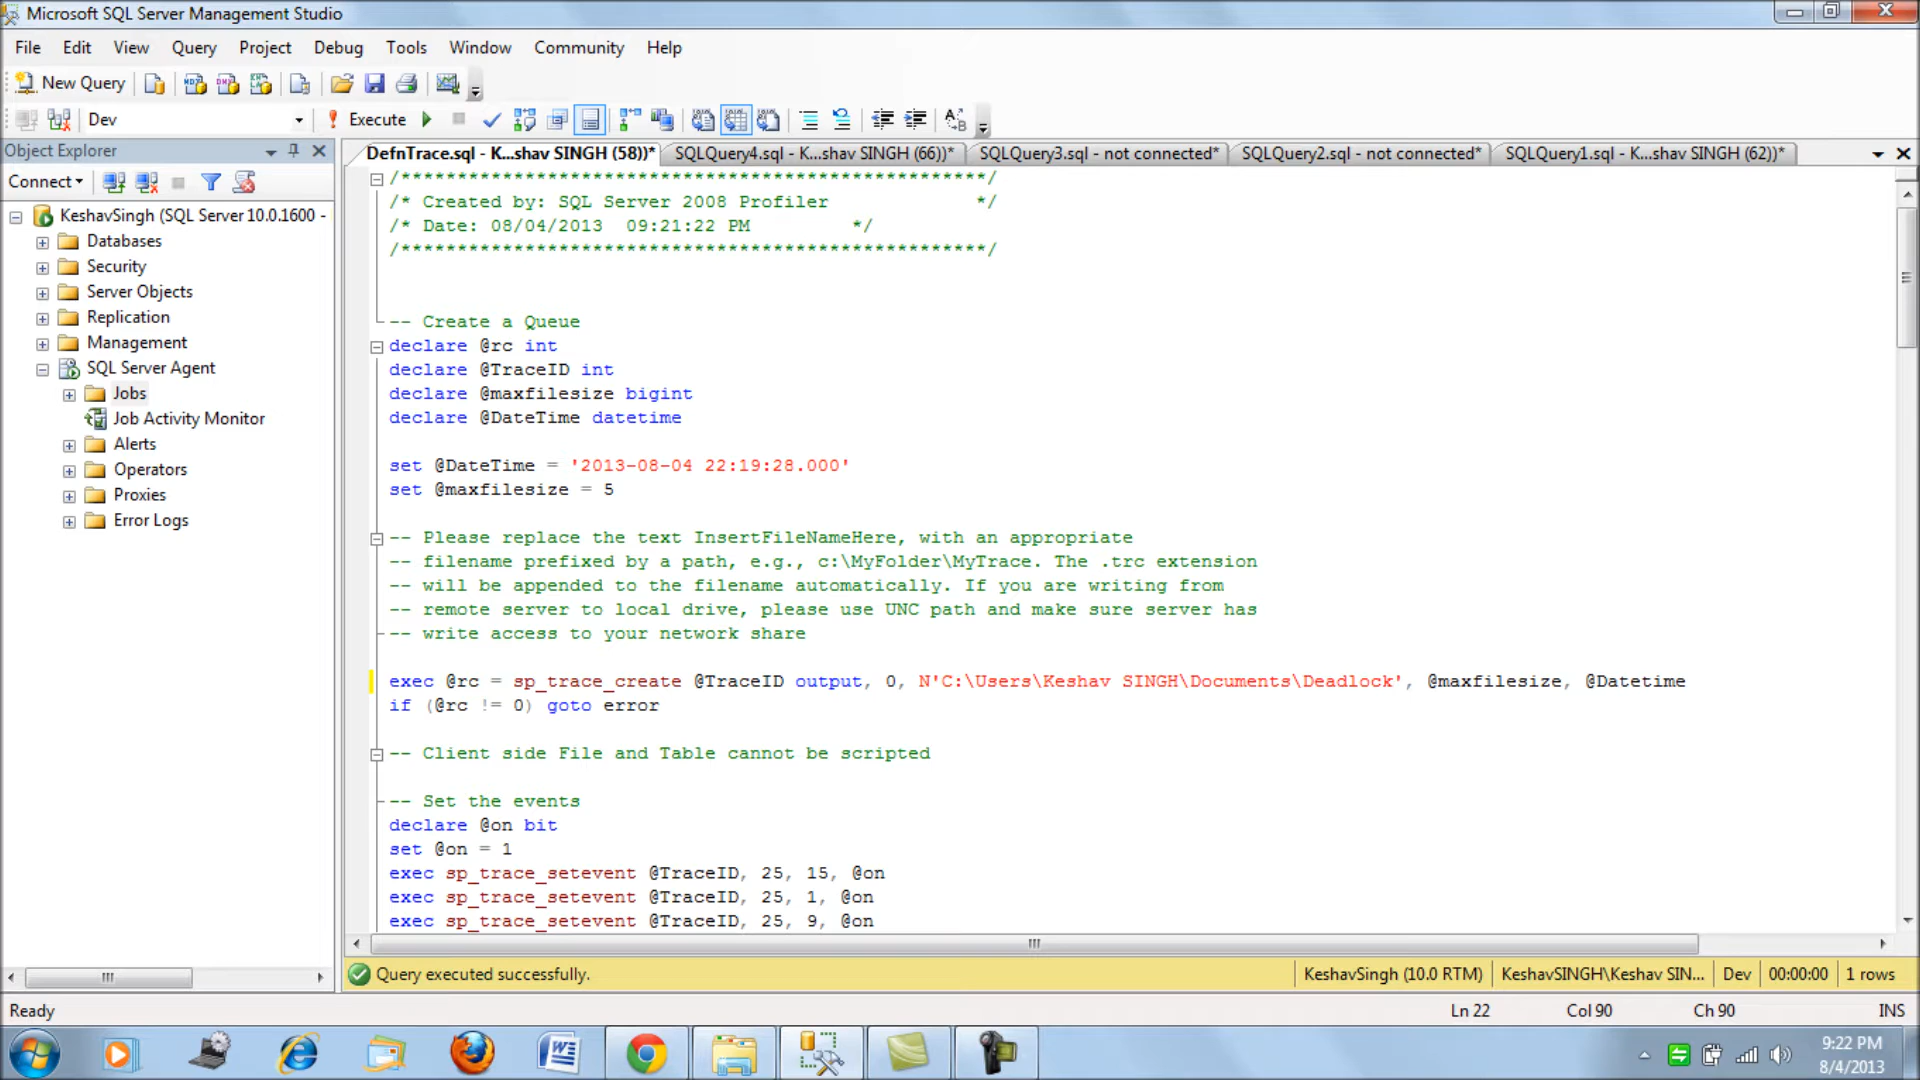 Microsoft SQL Server Management Studio
File Edit View Query Project Debug Tools Window Community Help
New Query
Dev Execute
Object Explorer
DefnTrace.sql - K...shav SINGH (58))* SQLQuery4.sql - K...shav SINGH (66))* SQLQuery3.sql - not connected* SQLQuery2.sql - not connected* SQLQuery1.sql - K...shav SINGH (62))*
Connect
KeshavSingh (SQL Server 10.0.1600 -
Databases
Security
Server Objects
Replication
Management
SQL Server Agent
Jobs
Job Activity Monitor
Alerts
Operators
Proxies
Error Logs
/****************************************************/
/* Created by: SQL Server 2008 Profiler */
/* Date: 08/04/2013 09:21:22 PM */
/****************************************************/
-- Create a Queue
declare @rc int
declare @TraceID int
declare @maxfilesize bigint
declare @DateTime datetime
set @DateTime = '2013-08-04 22:19:28.000'
set @maxfilesize = 5
-- Please replace the text InsertFileNameHere, with an appropriate
-- filename prefixed by a path, e.g., c:\MyFolder\MyTrace. The .trc extension
-- will be appended to the filename automatically. If you are writing from
-- remote server to local drive, please use UNC path and make sure server has
-- write access to your network share
exec @rc = sp_trace_create @TraceID output, 0, N'C:\Users\Keshav SINGH\Documents\Deadlock', @maxfilesize, @Datetime
if (@rc != 0) goto error
-- Client side File and Table cannot be scripted
-- Set the events
declare @on bit
set @on = 1
exec sp_trace_setevent @TraceID, 25, 15, @on
exec sp_trace_setevent @TraceID, 25, 1, @on
exec sp_trace_setevent @TraceID, 25, 9, @on
Query executed successfully. KeshavSingh (10.0 RTM) KeshavSINGH\Keshav SIN... Dev 00:00:00 1 rows
Ready Ln 22 Col 90 Ch 90 INS
9:22 PM
8/4/2013